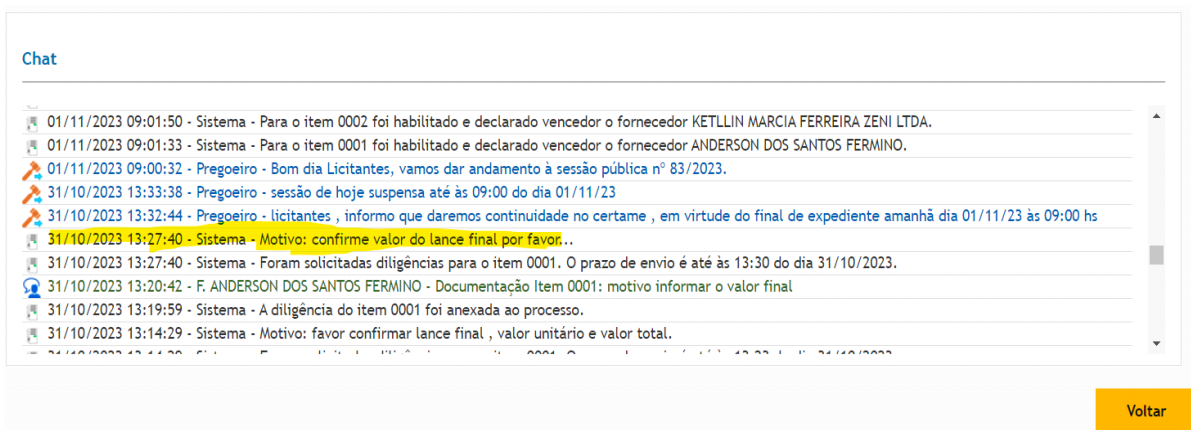 Chat
01/11/2023 09:01:50 - Sistema - Para o item 0002 foi habilitado e declarado vencedor o fornecedor KETLLIN MARCIA FERREIRA ZENI LTDA.
01/11/2023 09:01:33 - Sistema - Para o item 0001 foi habilitado e declarado vencedor o fornecedor ANDERSON DOS SANTOS FERMINO.
01/11/2023 09:00:32 - Pregoeiro - Bom dia Licitantes, vamos dar andamento à sessão pública nº 83/2023.
31/10/2023 13:33:38 - Pregoeiro - sessão de hoje suspensa até às 09:00 do dia 01/11/23
31/10/2023 13:32:44 - Pregoeiro - licitantes , informo que daremos continuidade no certame , em virtude do final de expediente amanhã dia 01/11/23 às 09:00 hs
31/10/2023 13:27:40 - Sistema - Motivo: confirme valor do lance final por favor...
31/10/2023 13:27:40 - Sistema - Foram solicitadas diligências para o item 0001. O prazo de envio é até às 13:30 do dia 31/10/2023.
31/10/2023 13:20:42 - F. ANDERSON DOS SANTOS FERMINO - Documentação Item 0001: motivo informar o valor final
31/10/2023 13:19:59 - Sistema - A diligência do item 0001 foi anexada ao processo.
31/10/2023 13:14:29 - Sistema - Motivo: favor confirmar lance final , valor unitário e valor total.
Voltar